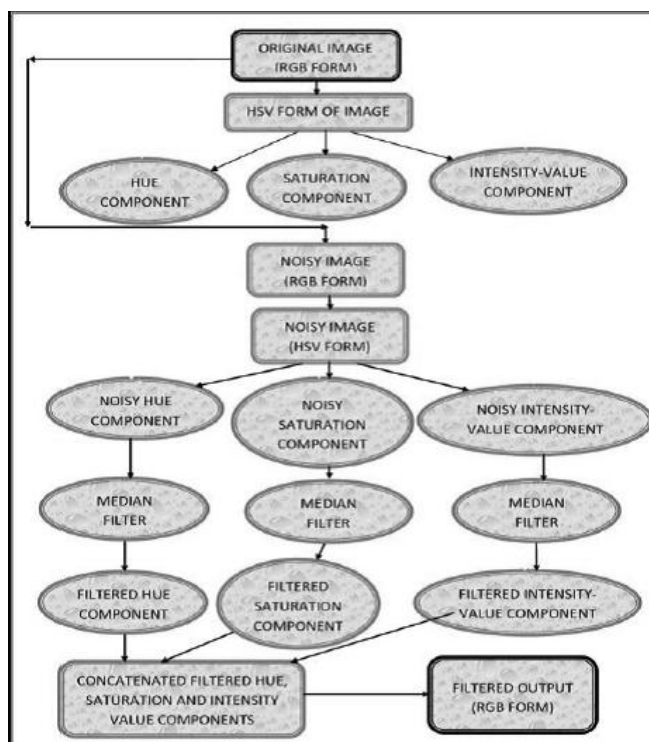 ORIGINAL IMAGE
(RGB FORM)
HSV FORM OF IMAGE
HUE
COMPONENT
SATURATION
COMPONENT
INTENSITY-VALUE
COMPONENT
NOISY IMAGE
(RGB FORM)
NOISY IMAGE
(HSV FORM)
NOISY HUE
COMPONENT
NOISY
SATURATION
COMPONENT
NOISY INTENSITY-
VALUE COMPONENT
MEDIAN
FILTER
MEDIAN
FILTER
MEDIAN
FILTER
FILTERED HUE
COMPONENT
FILTERED
SATURATION
COMPONENT
FILTERED INTENSITY-
VALUE COMPONENT
CONCATENATED FILTERED HUE,
SATURATION AND INTENSITY
VALUE COMPONENTS
FILTERED OUTPUT
(RGB FORM)